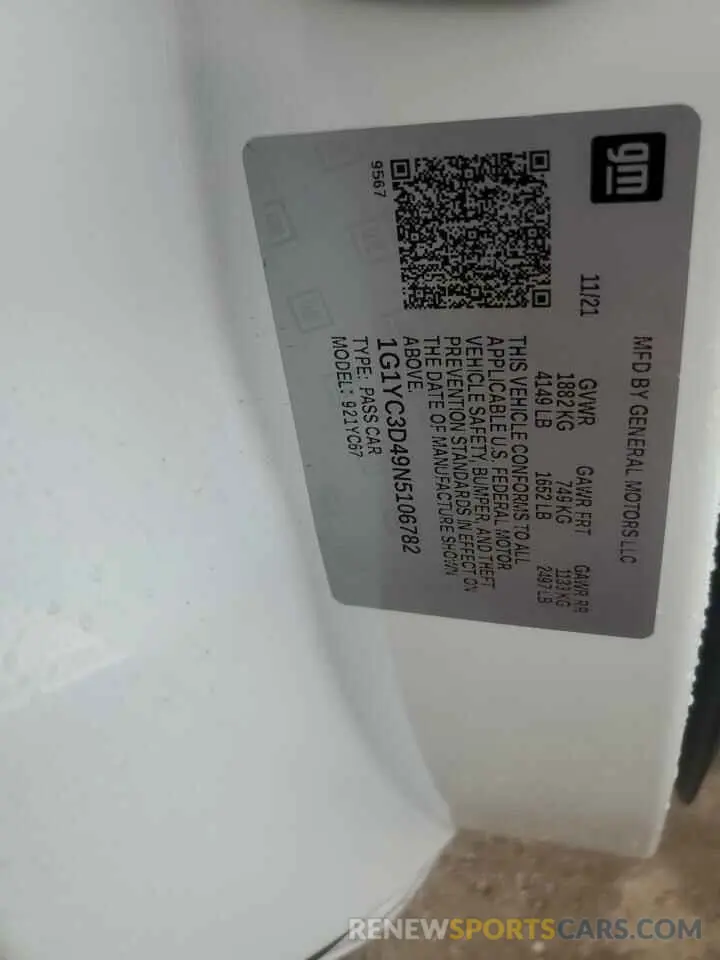 gm
MFD BY GENERAL MOTORS LLC
11/21
GVWR GAWR FRT GAWR RR
1882 KG 749 KG 1133 KG
4149 LB 1652 LB 2497 LB
THIS VEHICLE CONFORMS TO ALL
APPLICABLE U.S. FEDERAL MOTOR
VEHICLE SAFETY, BUMPER, AND THEFT
PREVENTION STANDARDS IN EFFECT ON
THE DATE OF MANUFACTURE SHOWN
ABOVE.
1G1YC3D49N5106782
TYPE: PASS CAR
MODEL: 921YC67
9567
RENEWSPORTSCARS.COM